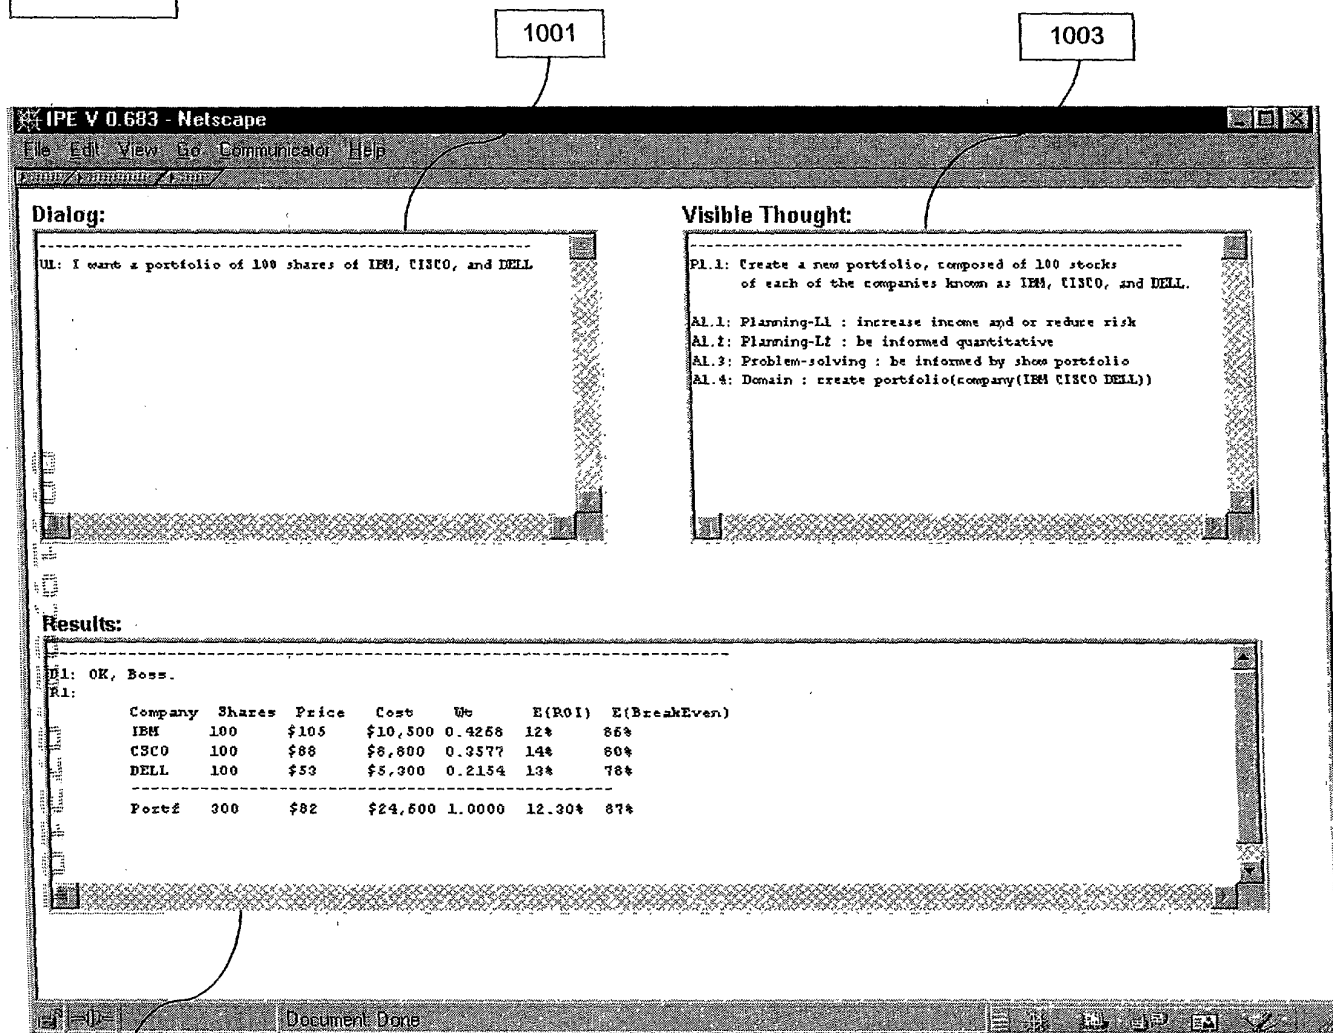 1001
1003
IPE V 0.683 - Netscape
File Edit View Go Communicator Help
Dialog:
U1: I want a portfolio of 100 shares of IBM, CISCO, and DELL
Visible Thought:
P1.1: Create a new portfolio, composed of 100 stocks
of each of the companies known as IBM, CISCO, and DELL.
A1.1: Planning-L1 : increase income and or reduce risk
A1.2: Planning-L2 : be informed quantitative
A1.3: Problem-solving : be informed by show portfolio
A1.4: Domain : create portfolio(company(IBM CISCO DELL))
Results:
D1: OK, Boss.
R1:
Company Shares Price Cost Wt E(ROI) E(BreakEven)
IBM 100 $105 $10,500 0.4268 12% 86%
CSCO 100 $88 $8,800 0.3577 14% 80%
DELL 100 $53 $5,300 0.2154 13% 78%
Portf 300 $82 $24,600 1.0000 12.30% 87%
Document: Done